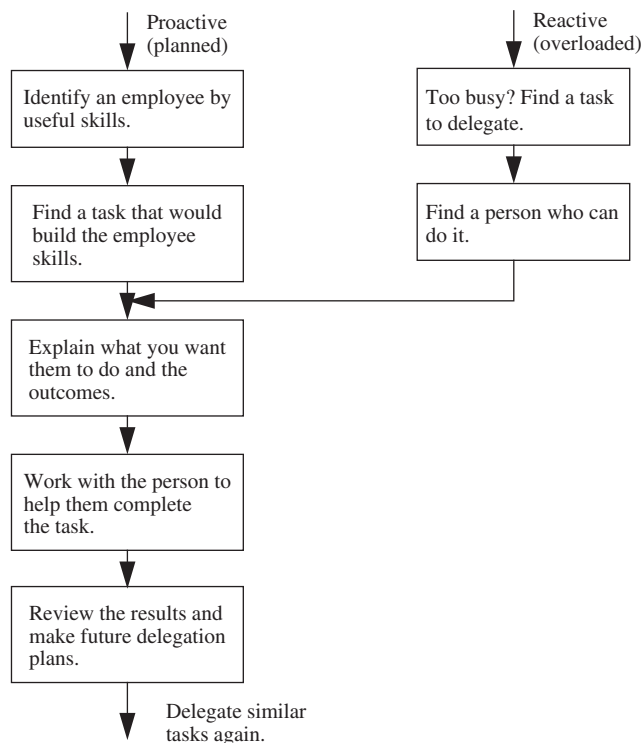 Proactive
(planned)
Identify an employee by
useful skills.
Find a task that would
build the employee
skills.
Reactive
(overloaded)
Too busy? Find a task
to delegate.
Find a person who can
do it.
Explain what you want
them to do and the
outcomes.
Work with the person to
help them complete
the task.
Review the results and
make future delegation
plans.
Delegate similar
tasks again.